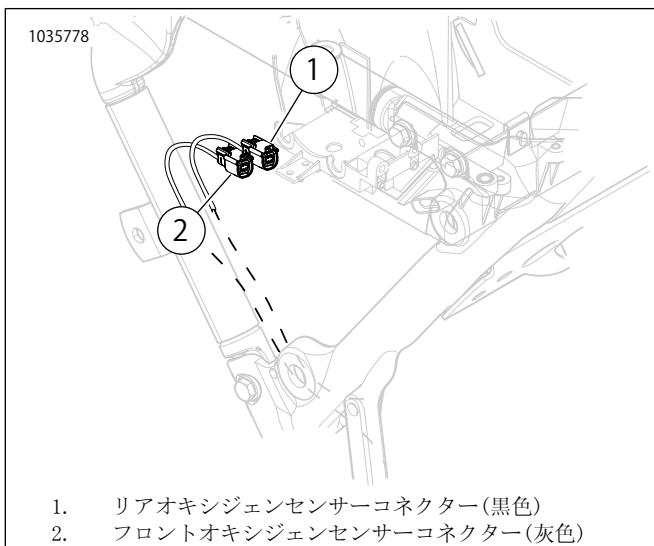 1035778
1
2
1. リアオキシジェンセンサーコネクター(黒色)
2. フロントオキシジェンセンサーコネクター(灰色)